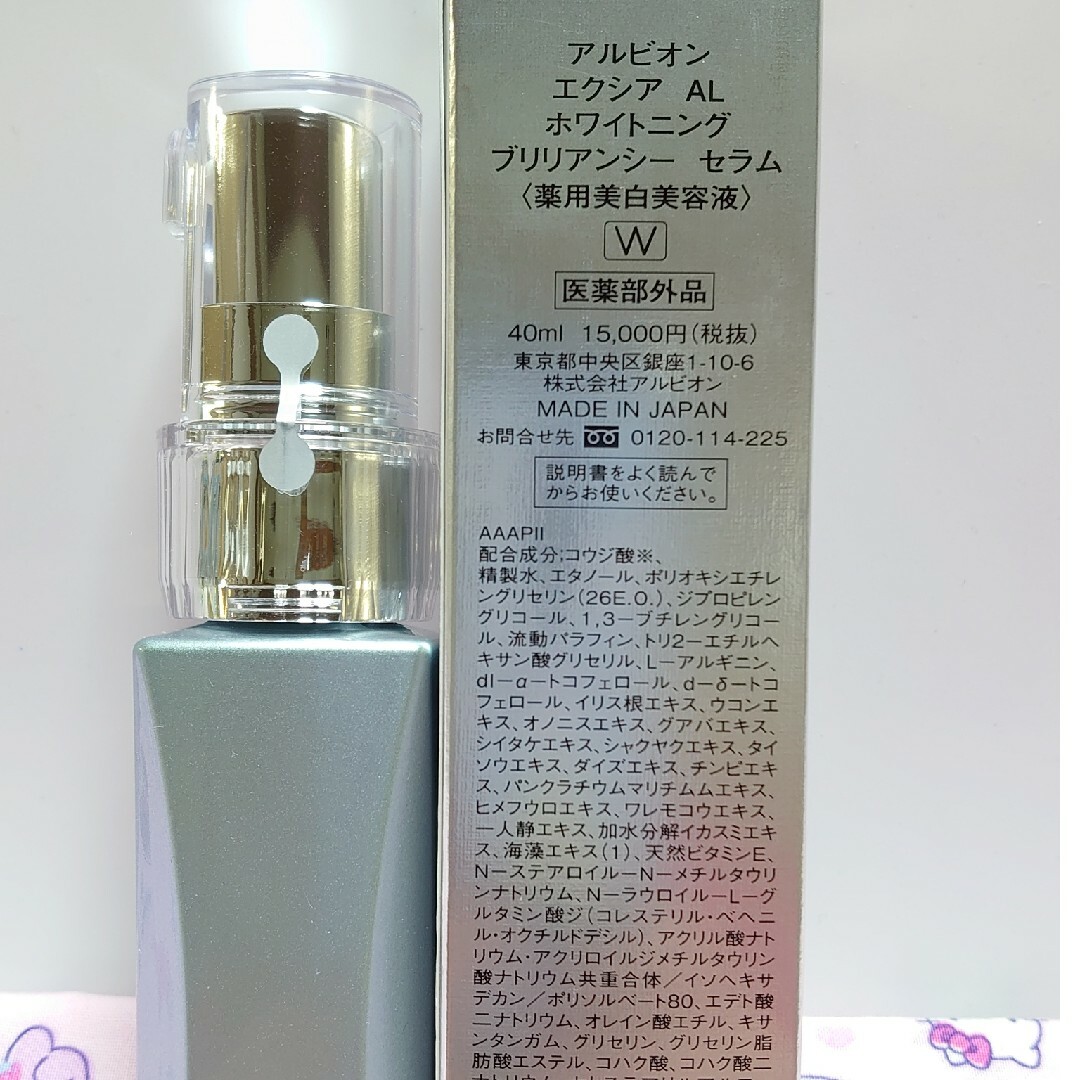 アルビオン
エクシア AL
ホワイトニング
ブリリアンシー セラム
〈薬用美白美容液〉
W
医薬部外品
40ml 15,000円(税抜)
東京都中央区銀座1-10-6
株式会社アルビオン
MADE IN JAPAN
お問合せ先 0120-114-225
説明書をよく読んで
からお使いください。
AAAPII
配合成分:コウジ酸※、
精製水、エタノール、ポリオキシエチレ
ングリセリン(26E.O.)、ジプロピレン
グリコール、1,3ーブチレングリコー
ル、流動パラフィン、トリ2ーエチルヘ
キサン酸グリセリル、Lーアルギニン、
dlーαートコフェロール、dーδートコ
フェロール、イリス根エキス、ウコンエ
キス、オノニスエキス、グアバエキス、
シイタケエキス、シャクヤクエキス、タイ
ソウエキス、ダイズエキス、チンピエキ
ス、パンクラチウムマリチムムエキス、
ヒメフウロエキス、ワレモコウエキス、
一人静エキス、加水分解イカスミエキ
ス、海藻エキス(1)、天然ビタミンE、
NーステアロイルーNーメチルタウリ
ンナトリウム、NーラウロイルーLーグ
ルタミン酸ジ(コレステリル・ベヘニ
ル・オクチルドデシル)、アクリル酸ナト
リウム・アクリロイルジメチルタウリン
酸ナトリウム共重合体/イソヘキサ
デカン/ポリソルベート80、エデト酸
二ナトリウム、オレイン酸エチル、キサ
ンタンガム、グリセリン、グリセリン脂
肪酸エステル、コハク酸、コハク酸二